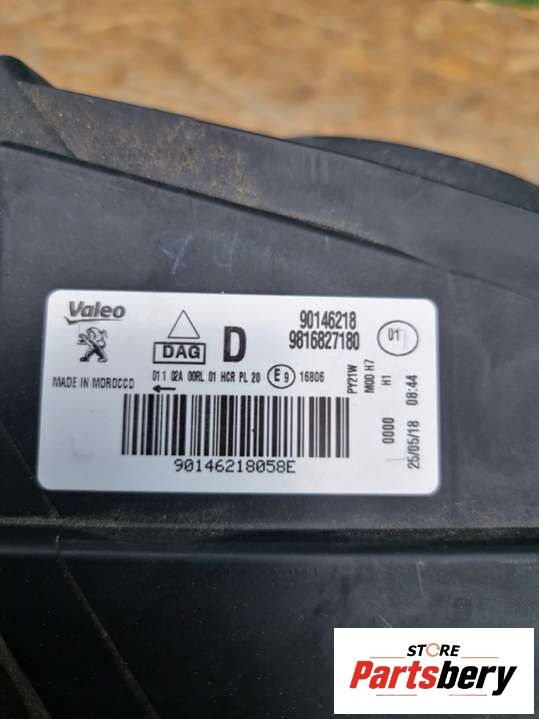 Valeo
DAG
D
90146218
9816827180
01
MADE IN MOROCCO
01 1 02A 00RL 01 HCR PL 20
E9
16806
PY21W
MOD H7
H1
0000
25/05/18 08:44
90146218058E
STORE
Partsbery